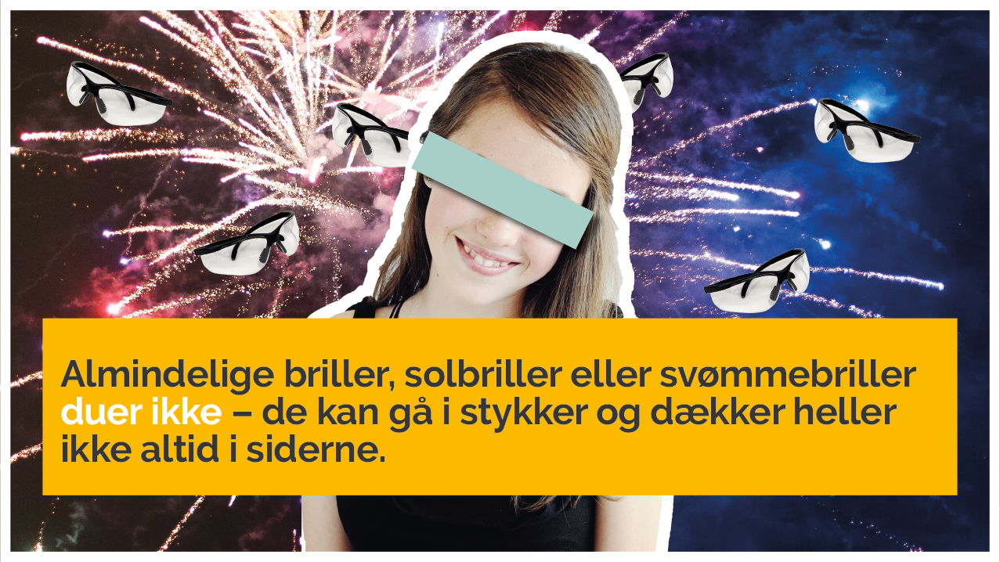 Almindelige briller, solbriller eller svømmebriller
duer ikke – de kan gå i stykker og dækker heller
ikke altid i siderne.